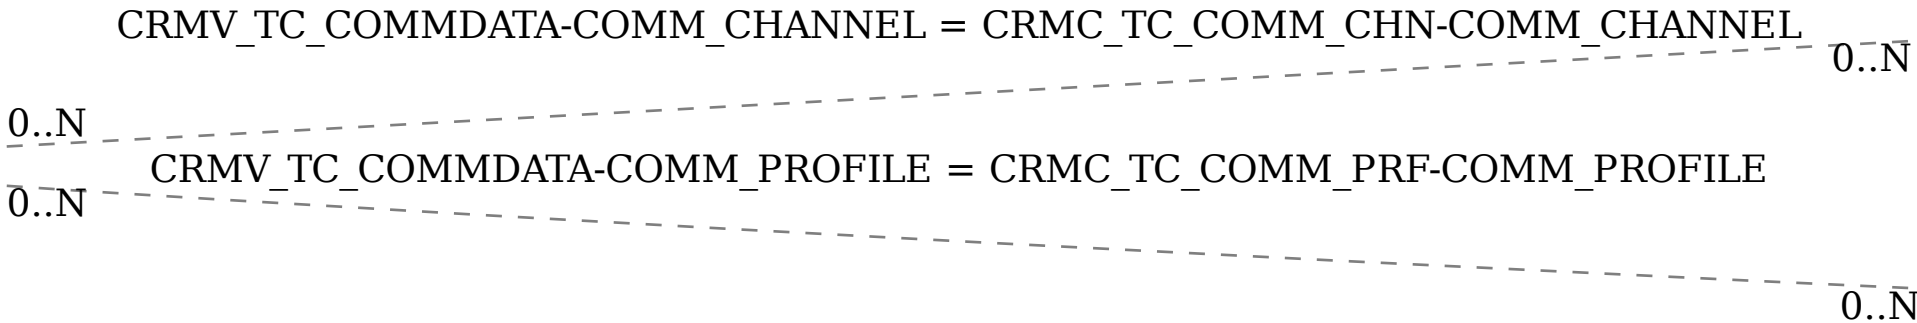 CRMV_TC_COMMDATA-COMM_CHANNEL = CRMC_TC_COMM_CHN-COMM_CHANNEL
0..N
0..N
CRMV_TC_COMMDATA-COMM_PROFILE = CRMC_TC_COMM_PRF-COMM_PROFILE
0..N
0..N